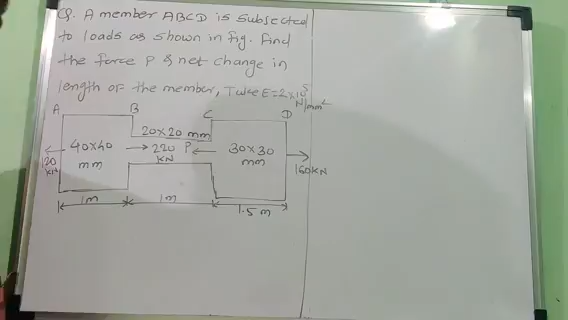 Q. A member ABCD is subsected
to loads as shown in fig. find
the force P & net change in
length of the member, Take E=2×10⁵
N/mm²
A B C D
20×20 mm
40×40 → 220 P ← 30×30
mm KN mm
120 KN
160KN
1m 1m 1.5 m